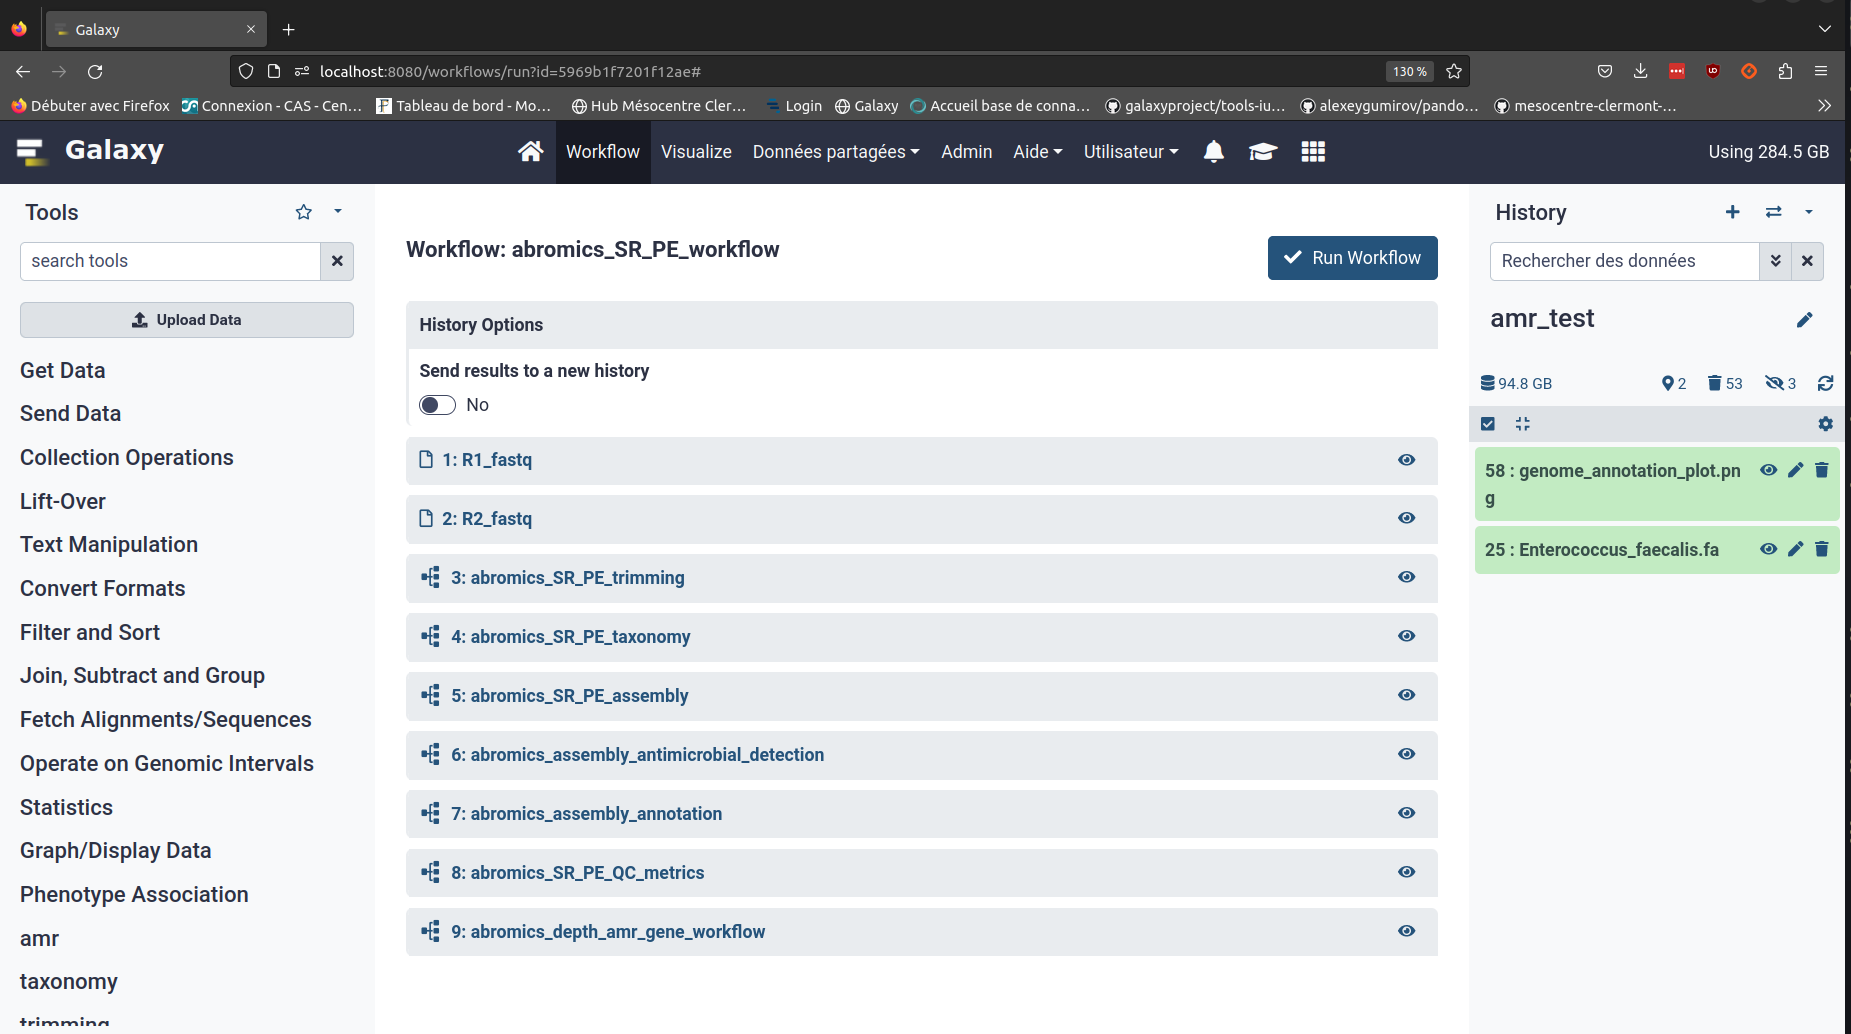 Galaxy
localhost:8080/workflows/run?id=5969b1f7201f12ae#
130 %
Débuter avec Firefox
Connexion - CAS - Cen…
Tableau de bord - Mo…
Hub Mésocentre Cler…
Login
Galaxy
Accueil base de conna…
galaxyproject/tools-iu…
alexeygumirov/pando…
mesocentre-clermont-…
Galaxy
Workflow
Visualize
Données partagées
Admin
Aide
Utilisateur
Using 284.5 GB
Tools
search tools
Upload Data
Get Data
Send Data
Collection Operations
Lift-Over
Text Manipulation
Convert Formats
Filter and Sort
Join, Subtract and Group
Fetch Alignments/Sequences
Operate on Genomic Intervals
Statistics
Graph/Display Data
Phenotype Association
amr
taxonomy
trimming
Workflow: abromics_SR_PE_workflow
Run Workflow
History Options
Send results to a new history
No
1: R1_fastq
2: R2_fastq
3: abromics_SR_PE_trimming
4: abromics_SR_PE_taxonomy
5: abromics_SR_PE_assembly
6: abromics_assembly_antimicrobial_detection
7: abromics_assembly_annotation
8: abromics_SR_PE_QC_metrics
9: abromics_depth_amr_gene_workflow
History
Rechercher des données
amr_test
94.8 GB
2
53
3
58 : genome_annotation_plot.pn
g
25 : Enterococcus_faecalis.fa